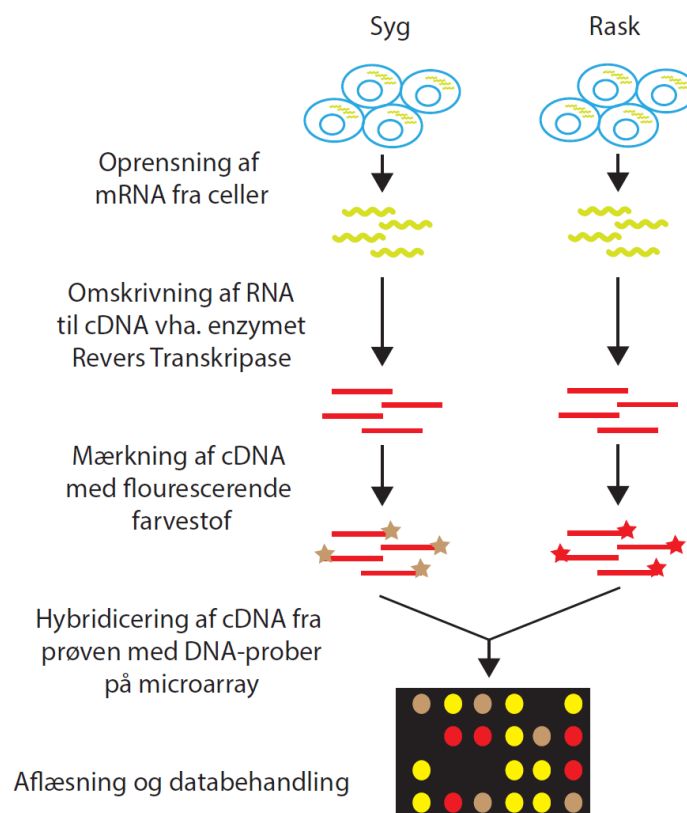 Syg
Rask
Oprensning af
mRNA fra celler
Omskrivning af RNA
til cDNA vha. enzymet
Revers Transkripase
Mærkning af cDNA
med flourescerende
farvestof
Hybridicering af cDNA fra
prøven med DNA-prober
på microarray
Aflæsning og databehandling